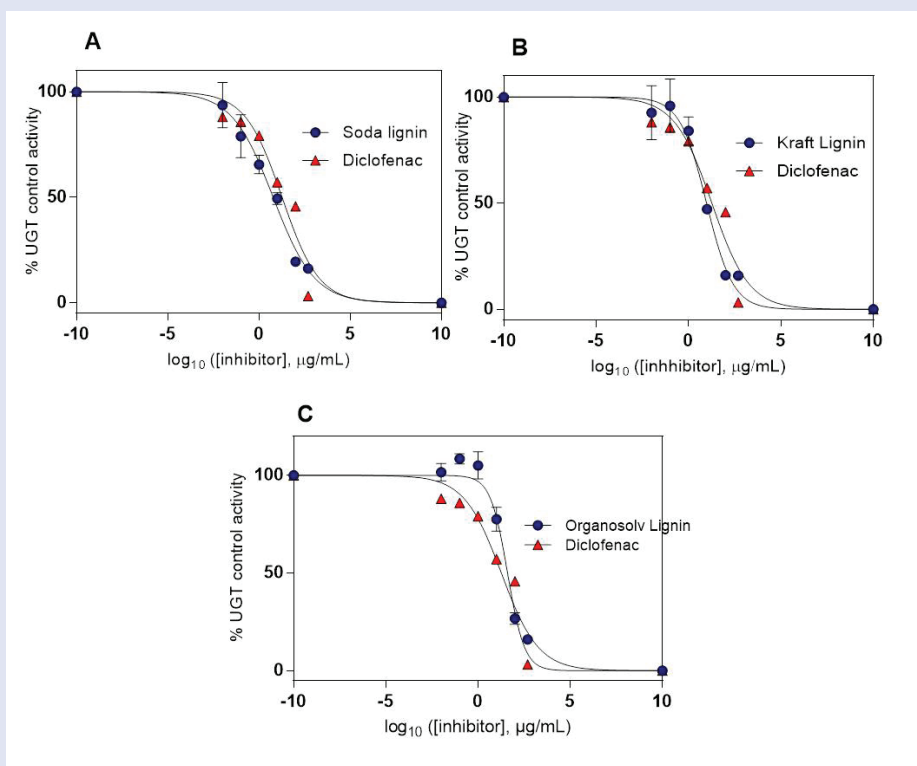 A
% UGT control activity
100
50
0
Soda lignin
Diclofenac
-10
-5
0
5
10
log10 ([inhibitor, µg/mL)
B
% UGT control activity
100
50
0
Kraft Lignin
Diclofenac
-10
-5
0
5
10
log10 ([innhibitor, µg/mL)
C
% UGT control activity
100
50
0
Organosolv Lignin
Diclofenac
-10
-5
0
5
10
log10 ([inhibitor, µg/mL)